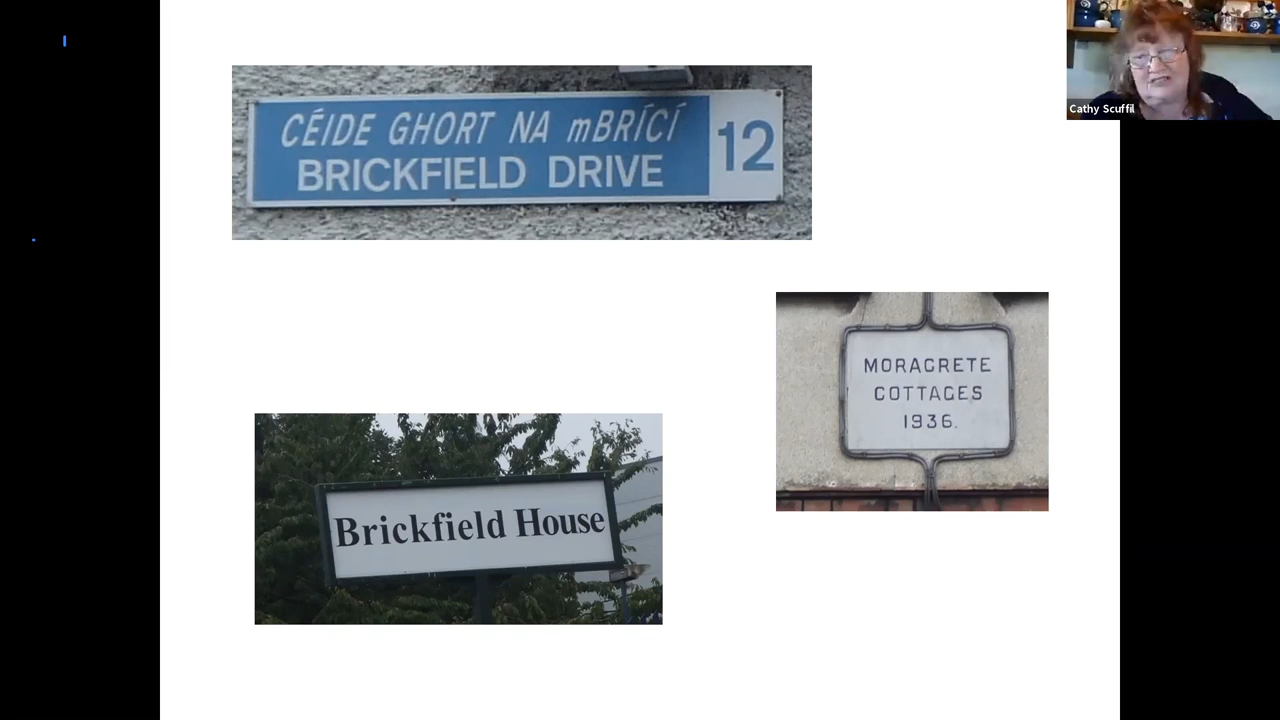 Cathy Scuffil
CÉIDE GHORT NA mBRÍCÍ
BRICKFIELD DRIVE
12
MORACRETE
COTTAGES
1936.
Brickfield House